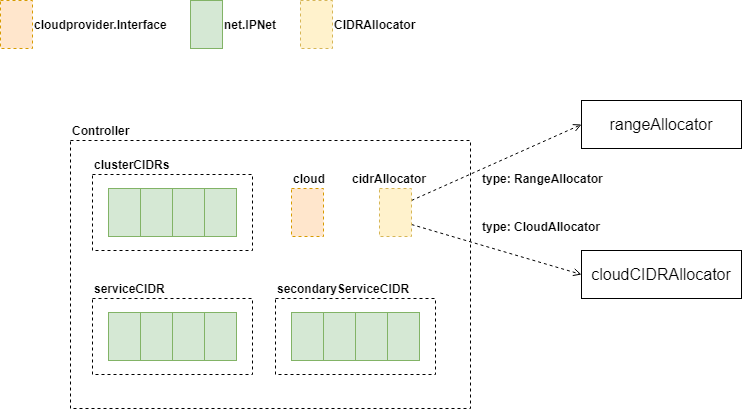 cloudprovider.Interface
net.IPNet
CIDRAllocator
Controller
clusterCIDRs
cloud
cidrAllocator
rangeAllocator
type: RangeAllocator
type: CloudAllocator
cloudCIDRAllocator
serviceCIDR
secondaryServiceCIDR